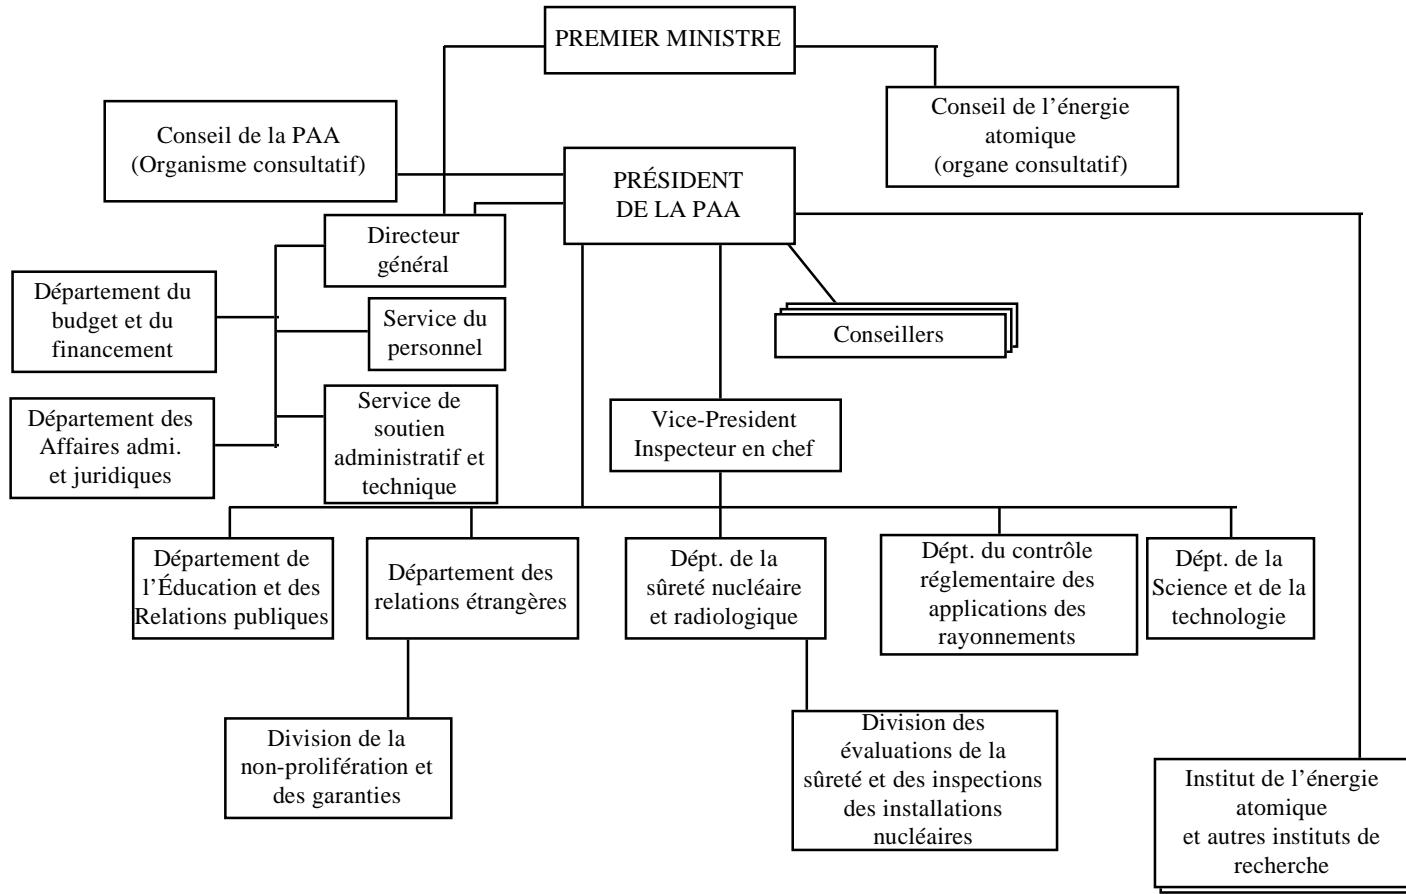 PREMIER MINISTRE
Conseil de l’énergie
atomique
(organe consultatif)
Conseil de la PAA
(Organisme consultatif)
PRÉSIDENT
DE LA PAA
Directeur
général
Département du
budget et du
financement
Service du
personnel
Conseillers
Département des
Affaires admi.
et juridiques
Service de
soutien
administratif et
technique
Vice-President
Inspecteur en chef
Département de
l’Éducation et des
Relations publiques
Département des
relations étrangères
Dépt. de la
sûreté nucléaire
et radiologique
Dépt. du contrôle
réglementaire des
applications des
rayonnements
Dépt. de la
Science et de la
technologie
Division de la
non-prolifération et
des garanties
Division des
évaluations de la
sûreté et des inspections
des installations
nucléaires
Institut de l’énergie
atomique
et autres instituts de
recherche